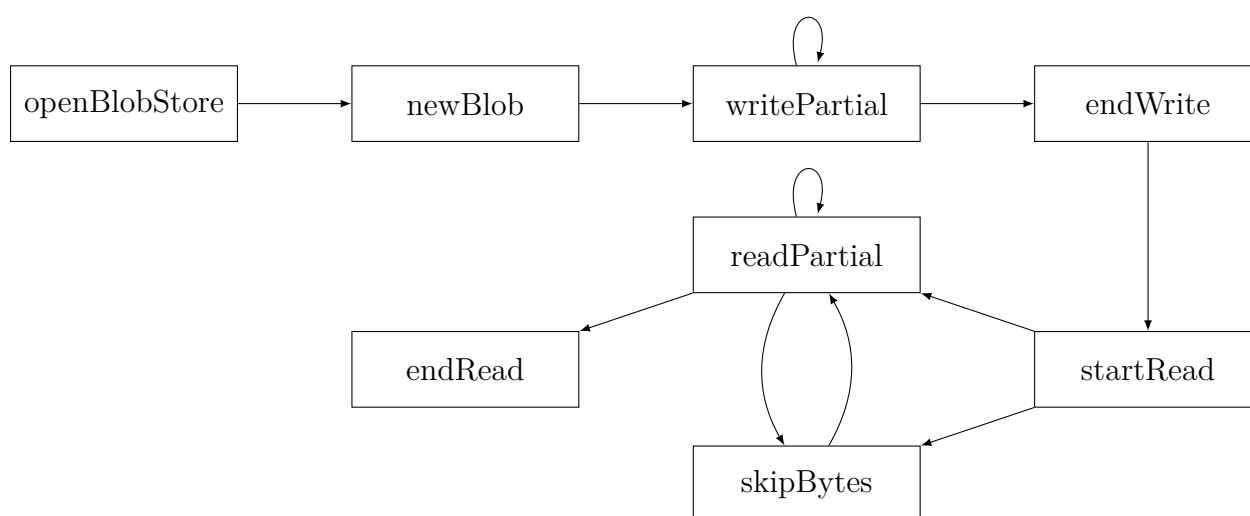 openBlobStore
newBlob
writePartial
endWrite
readPartial
endRead
startRead
skipBytes